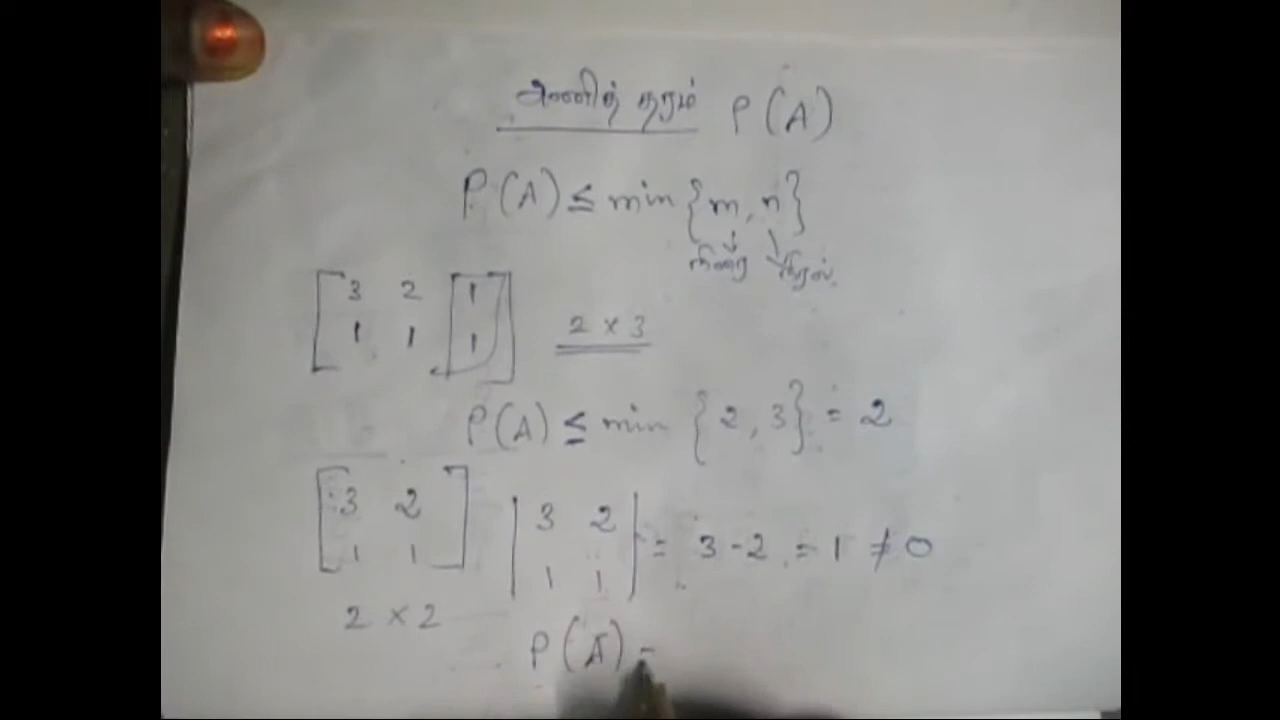 அணித் தரம் ρ(A)
ρ(A) ≤ min {m, n}
நிரை நிரல்
[3 2 1
1 1 1] 2 × 3
ρ(A) ≤ min {2, 3} = 2
[3 2
1 1] |3 2
1 1| = 3 - 2 = 1 ≠ 0
2 × 2
ρ(A) =